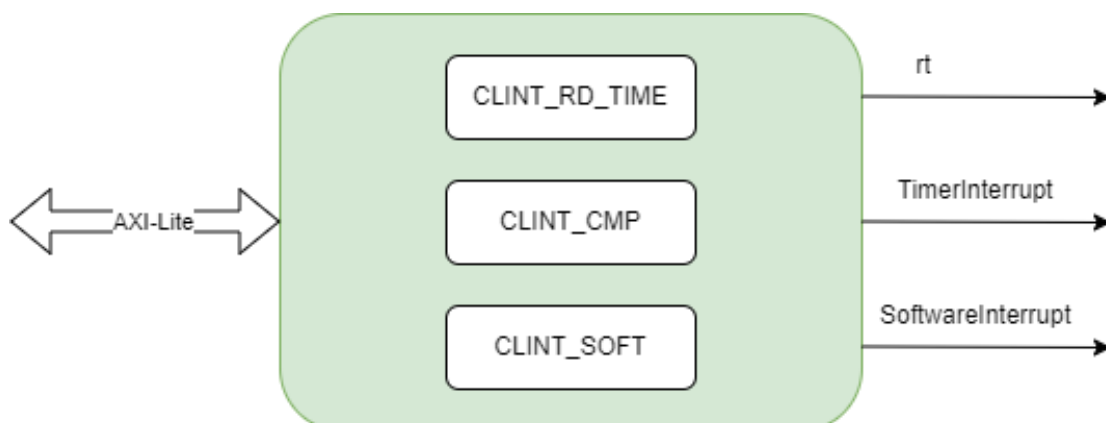 CLINT_RD_TIME
rt
CLINT_CMP
TimerInterrupt
AXI-Lite
CLINT_SOFT
SoftwareInterrupt